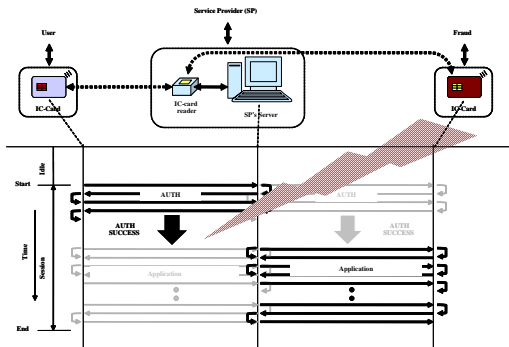 Service Provider (SP)
User
Fraud
IC-Card
IC-card
reader
SP's Server
IC-Card
Idle
Start
AUTH
AUTH
AUTH
SUCCESS
AUTH
SUCCESS
Time
Session
Application
Application
End